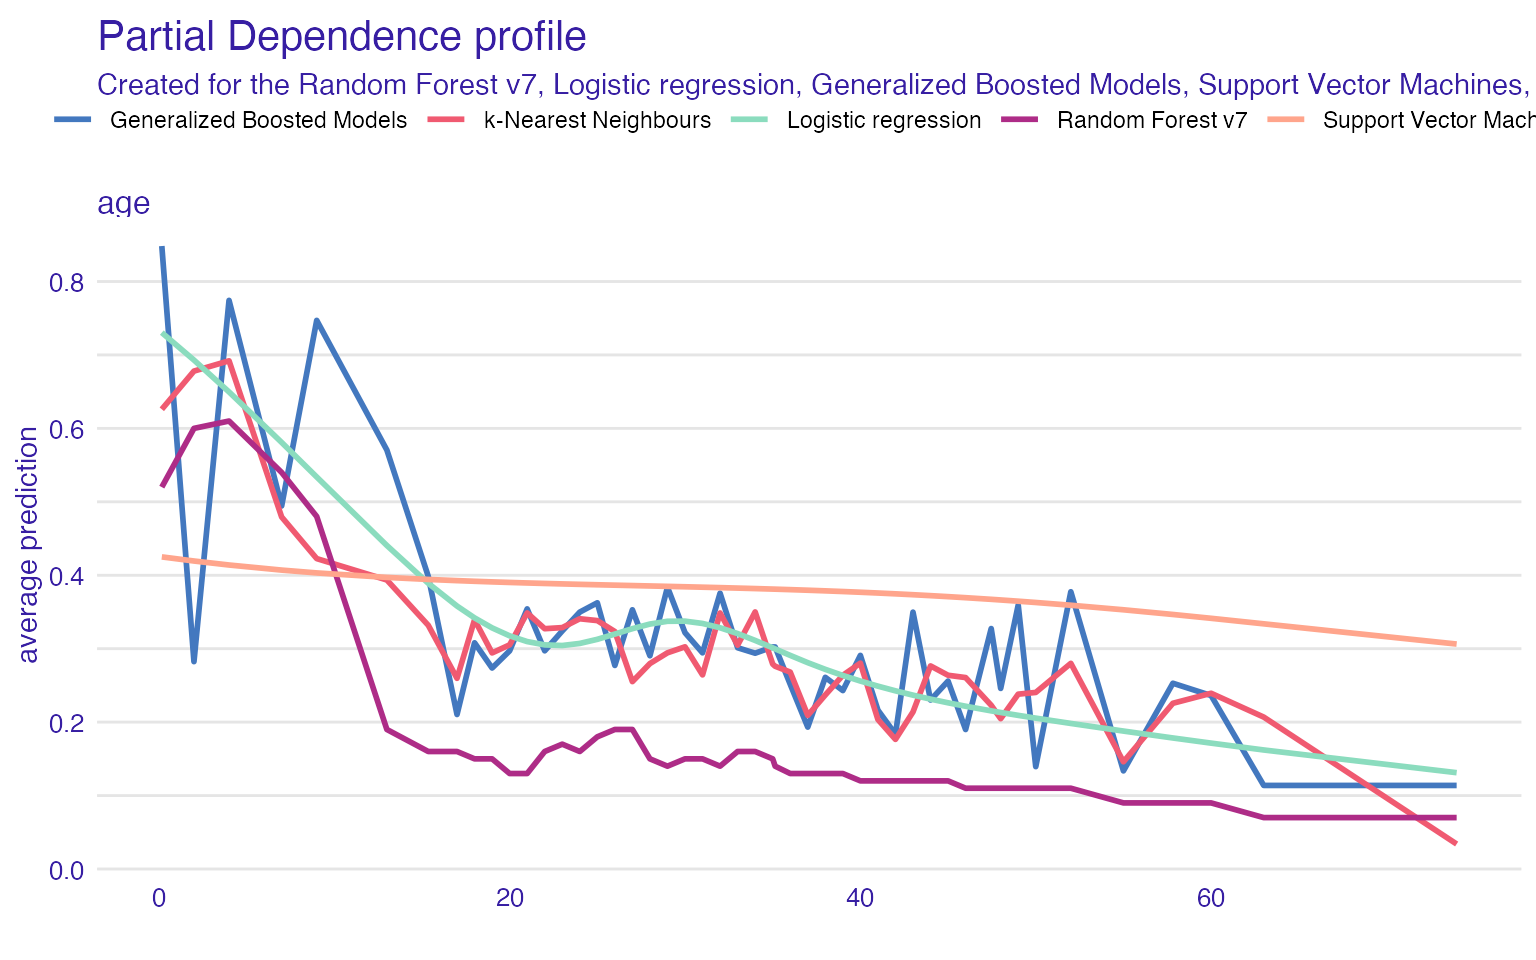 Partial Dependence profile
Created for the Random Forest v7, Logistic regression, Generalized Boosted Models, Support Vector Machines,
Generalized Boosted Models k-Nearest Neighbours Logistic regression Random Forest v7 Support Vector Mach
age
average prediction
0.8
0.6
0.4
0.2
0.0
0 20 40 60